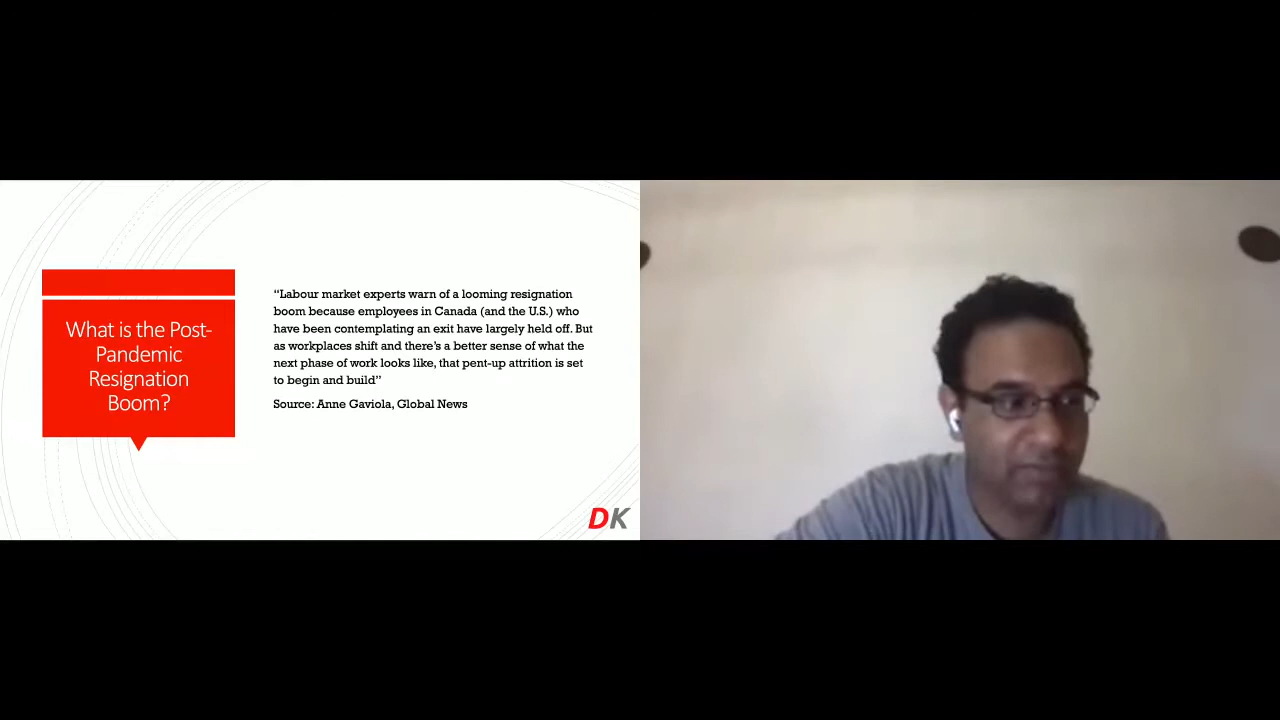 What is the Post-
Pandemic
Resignation
Boom?
“Labour market experts warn of a looming resignation
boom because employees in Canada (and the U.S.) who
have been contemplating an exit have largely held off. But
as workplaces shift and there’s a better sense of what the
next phase of work looks like, that pent-up attrition is set
to begin and build”
Source: Anne Gaviola, Global News
DK